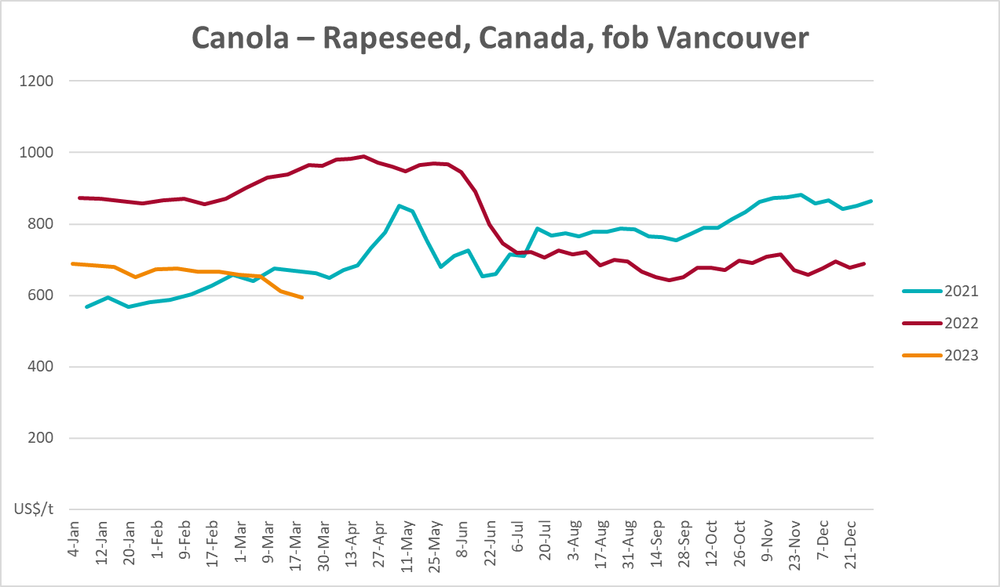 Canola – Rapeseed, Canada, fob Vancouver
1200
1000
800
600
400
200
US$/t
4-Jan
12-Jan
20-Jan
1-Feb
9-Feb
17-Feb
1-Mar
9-Mar
17-Mar
30-Mar
13-Apr
27-Apr
11-May
25-May
8-Jun
22-Jun
6-Jul
20-Jul
3-Aug
17-Aug
31-Aug
14-Sep
28-Sep
12-Oct
26-Oct
9-Nov
23-Nov
7-Dec
21-Dec
2021
2022
2023